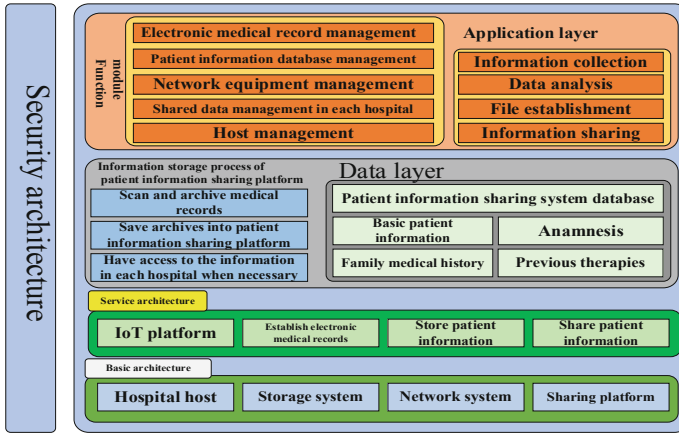 Security architecture
module
Function
Electronic medical record management
Patient information database management
Network equipment management
Shared data management in each hospital
Host management
Application layer
Information collection
Data analysis
File establishment
Information sharing
Information storage process of
patient information sharing platform
Scan and archive medical
records
Save archives into patient
information sharing platform
Have access to the information
in each hospital when necessary
Data layer
Patient information sharing system database
Basic patient
information
Anamnesis
Family medical history
Previous therapies
Service architecture
IoT platform
Establish electronic
medical records
Store patient
information
Share patient
information
Basic architecture
Hospital host
Storage system
Network system
Sharing platform